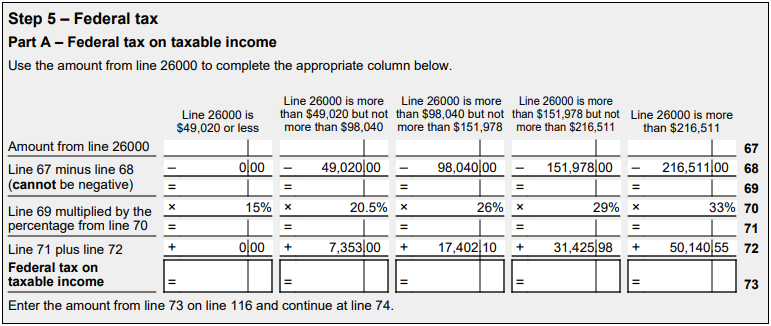 Step 5 – Federal tax
Part A – Federal tax on taxable income
Use the amount from line 26000 to complete the appropriate column below.
Line 26000 is $49,020 or less
Line 26000 is more than $49,020 but not more than $98,040
Line 26000 is more than $98,040 but not more than $151,978
Line 26000 is more than $151,978 but not more than $216,511
Line 26000 is more than $216,511
Amount from line 26000 67
Line 67 minus line 68 – 0 00 – 49,020 00 – 98,040 00 – 151,978 00 – 216,511 00 68
(cannot be negative) = = = = = 69
Line 69 multiplied by the × 15% × 20.5% × 26% × 29% × 33% 70
percentage from line 70 = = = = = 71
Line 71 plus line 72 + 0 00 + 7,353 00 + 17,402 10 + 31,425 98 + 50,140 55 72
Federal tax on
taxable income = = = = = 73
Enter the amount from line 73 on line 116 and continue at line 74.